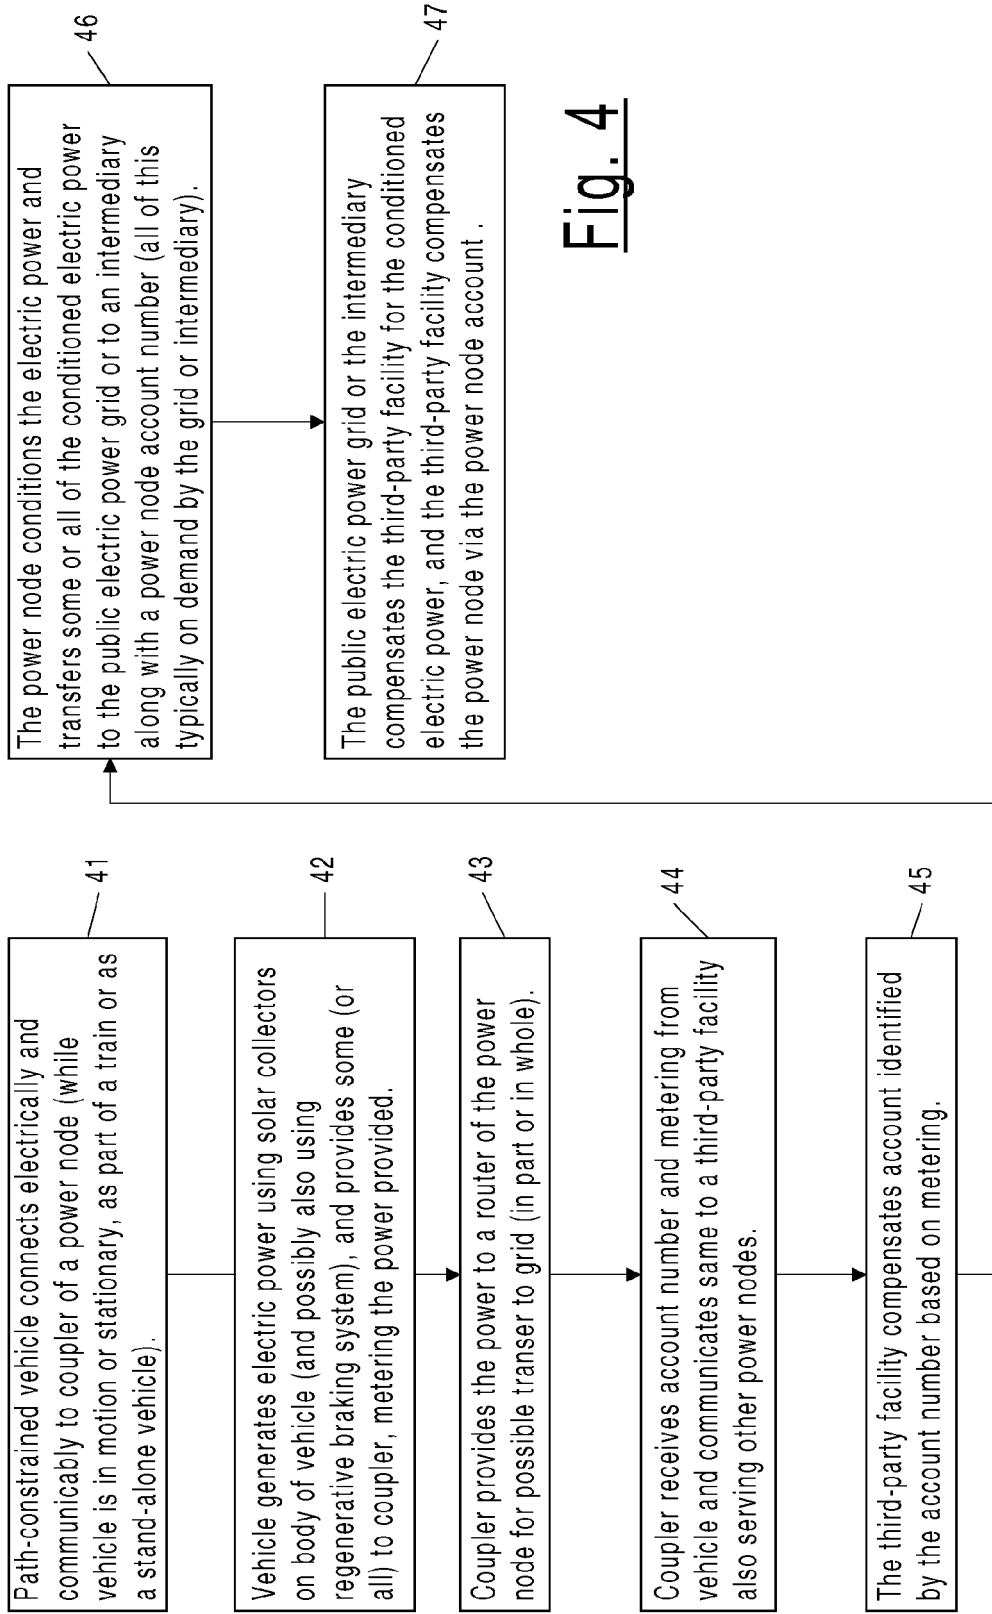 Path-constrained vehicle connects electrically and
communicably to coupler of a power node (while
vehicle is in motion or stationary, as part of a train or as
a stand-alone vehicle).
41
Vehicle generates electric power using solar collectors
on body of vehicle (and possibly also using
regenerative braking system), and provides some (or
all) to coupler, metering the power provided.
42
Coupler provides the power to a router of the power
node for possible transer to grid (in part or in whole).
43
Coupler receives account number and metering from
vehicle and communicates same to a third-party facility
also serving other power nodes.
44
The third-party facility compensates account identified
by the account number based on metering.
45
The power node conditions the electric power and
transfers some or all of the conditioned electric power
to the public electric power grid or to an intermediary
along with a power node account number (all of this
typically on demand by the grid or intermediary).
46
The public electric power grid or the intermediary
compensates the third-party facility for the conditioned
electric power, and the third-party facility compensates
the power node via the power node account .
47
Fig. 4